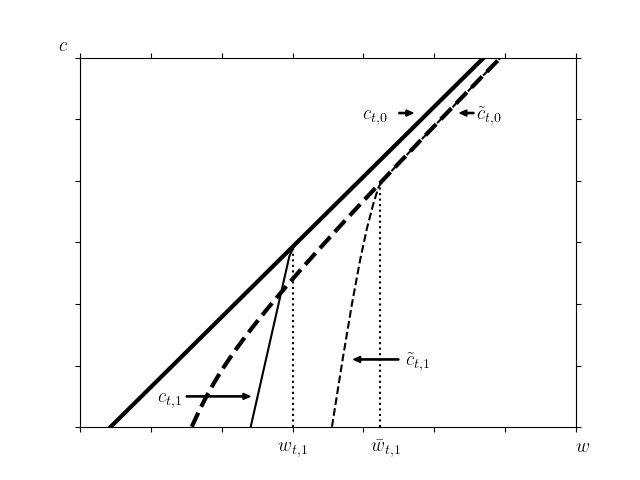 c
c_{t,0}
\tilde{c}_{t,0}
\tilde{c}_{t,1}
c_{t,1}
w_{t,1}
\bar{w}_{t,1}
w